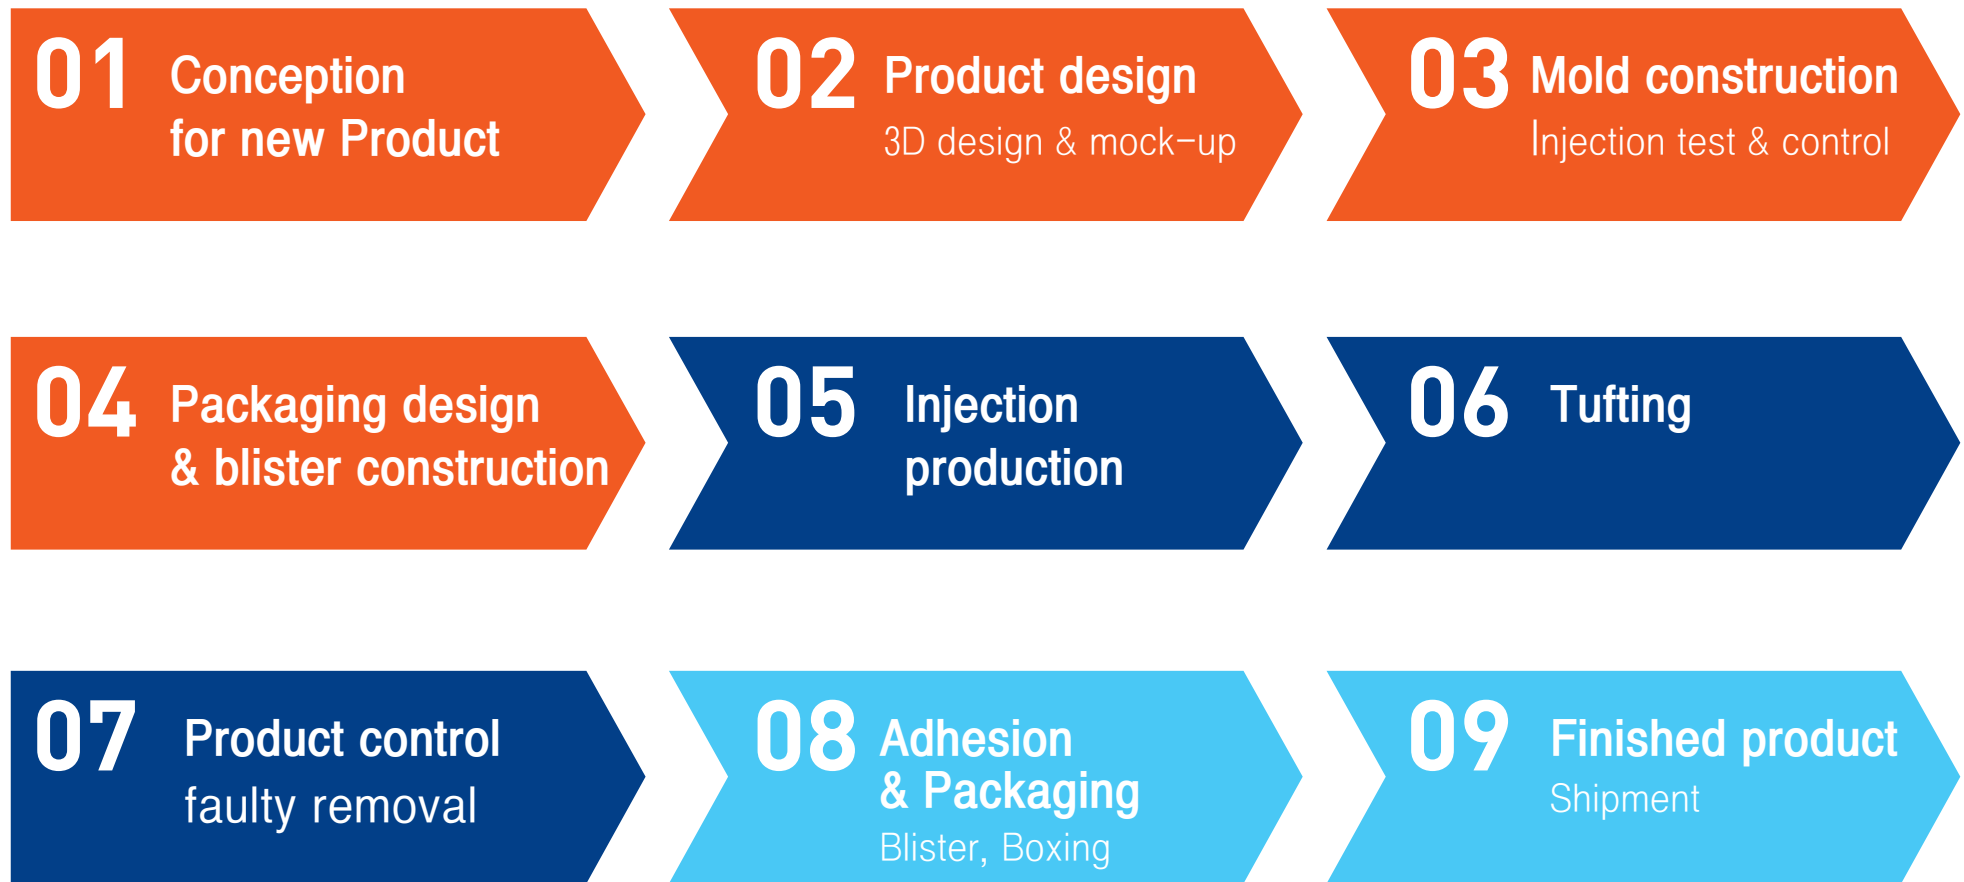 01 Conception
for new Product
02 Product design
3D design & mock-up
03 Mold construction
Injection test & control
04 Packaging design
& blister construction
05 Injection
production
06 Tufting
07 Product control
faulty removal
08 Adhesion
& Packaging
Blister, Boxing
09 Finished product
Shipment